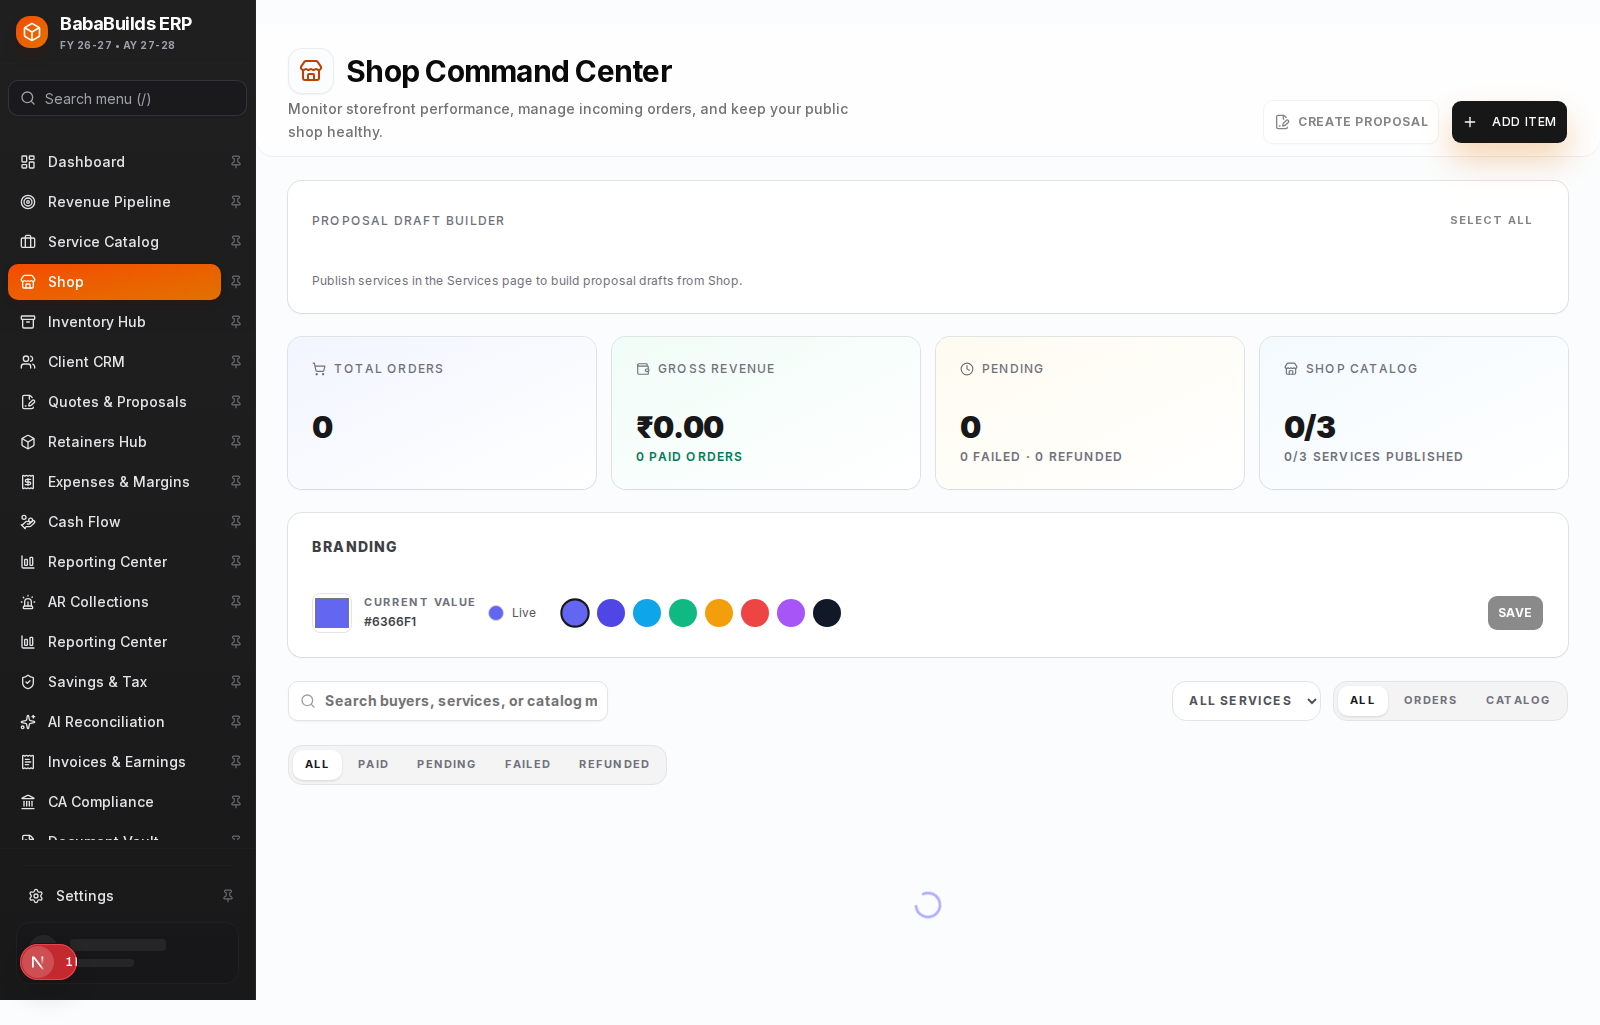 BabaBuilds ERP
FY 26-27 • AY 27-28
Search menu (/)
Dashboard
Revenue Pipeline
Service Catalog
Shop
Inventory Hub
Client CRM
Quotes & Proposals
Retainers Hub
Expenses & Margins
Cash Flow
Reporting Center
AR Collections
Reporting Center
Savings & Tax
AI Reconciliation
Invoices & Earnings
CA Compliance
Document Vault
Settings
N 1
Shop Command Center
Monitor storefront performance, manage incoming orders, and keep your public
shop healthy.
CREATE PROPOSAL
ADD ITEM
PROPOSAL DRAFT BUILDER
SELECT ALL
Publish services in the Services page to build proposal drafts from Shop.
TOTAL ORDERS
0
GROSS REVENUE
₹0.00
0 PAID ORDERS
PENDING
0
0 FAILED · 0 REFUNDED
SHOP CATALOG
0/3
0/3 SERVICES PUBLISHED
BRANDING
CURRENT VALUE
#6366F1
Live
SAVE
Search buyers, services, or catalog m
ALL SERVICES
ALL
ORDERS
CATALOG
ALL
PAID
PENDING
FAILED
REFUNDED